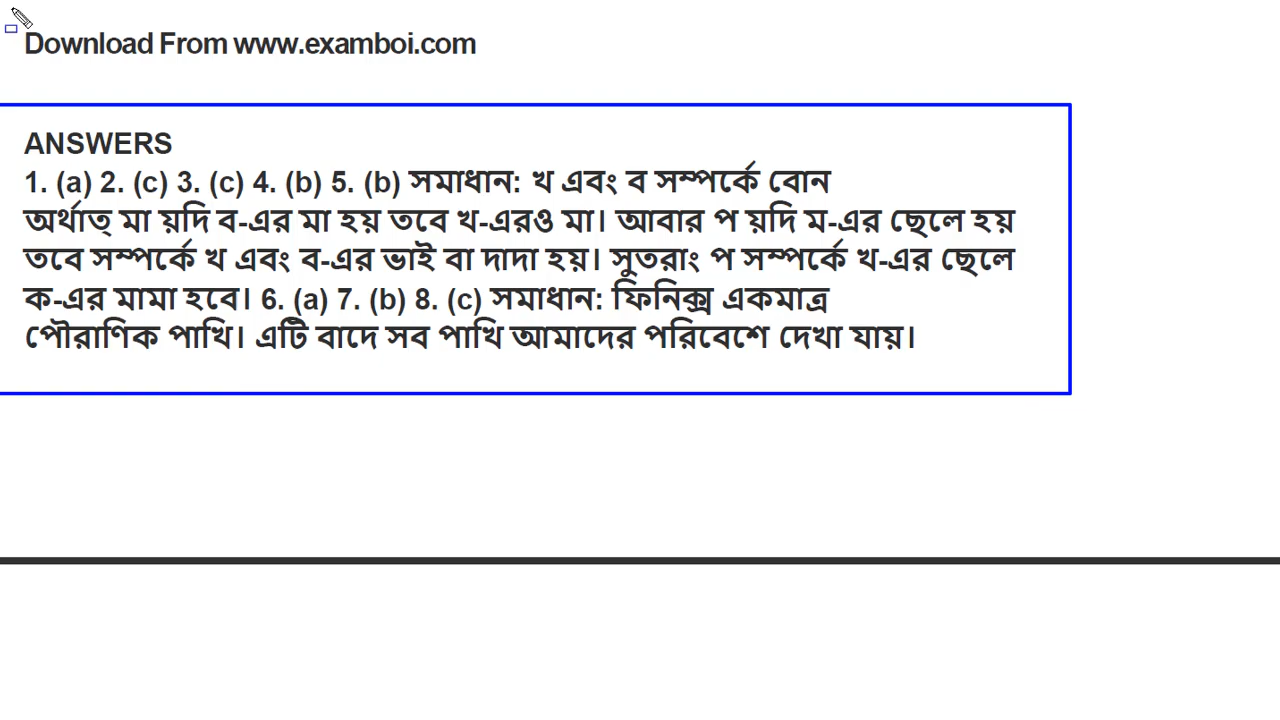 Download From www.examboi.com
ANSWERS
1. (a) 2. (c) 3. (c) 4. (b) 5. (b) সমাধান: খ এবং ব সম্পর্কে বোন
অর্থাত্ মা য়দি ব-এর মা হয় তবে খ-এরও মা। আবার প য়দি ম-এর ছেলে হয়
তবে সম্পর্কে খ এবং ব-এর ভাই বা দাদা হয়। সুতরাং প সম্পর্কে খ-এর ছেলে
ক-এর মামা হবে। 6. (a) 7. (b) 8. (c) সমাধান: ফিনিক্স্র একমাত্র
পৌরাণিক পাখি। এটি বাদে সব পাখি আমাদের পরিবেশে দেখা যায়।